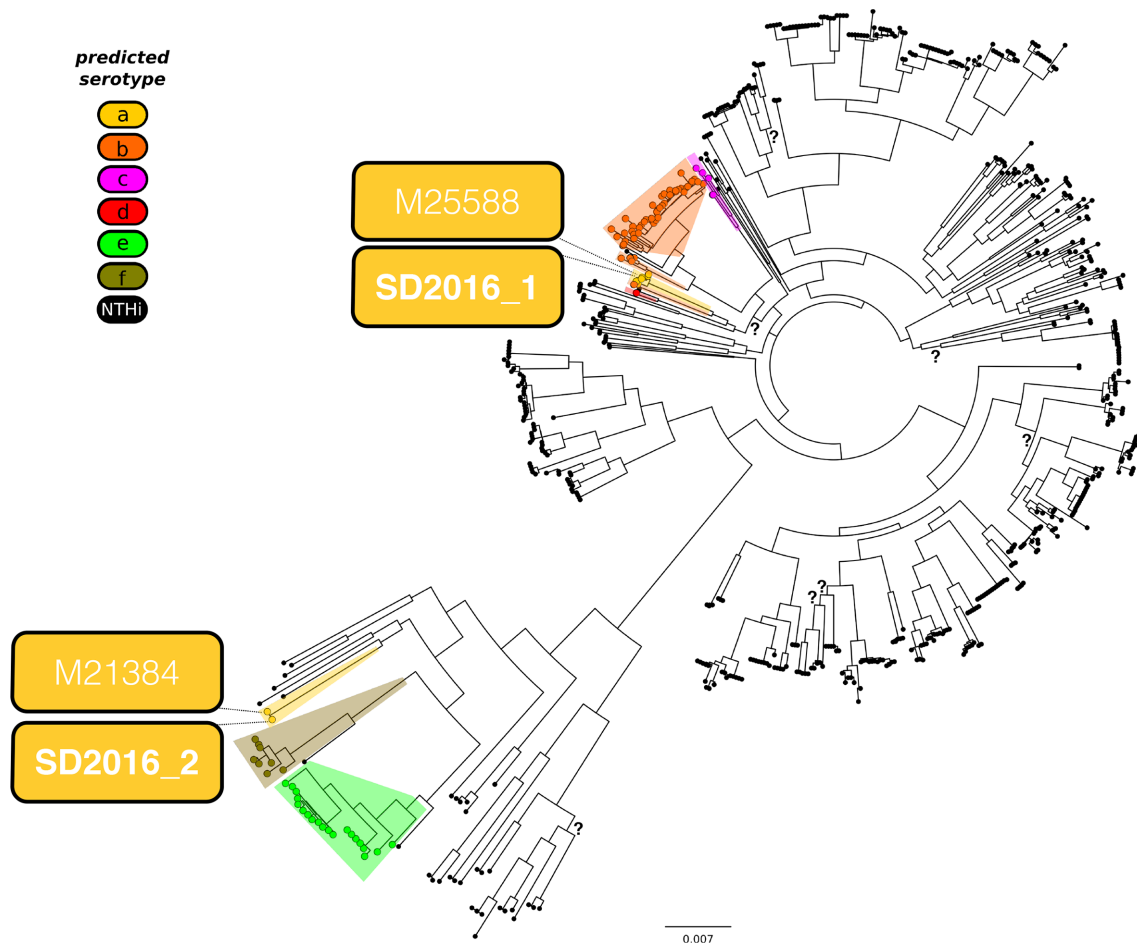 predicted
serotype
a
b
c
d
e
f
NTHi
M25588
SD2016_1
?
?
?
?
?
?
M21384
SD2016_2
?
0.007